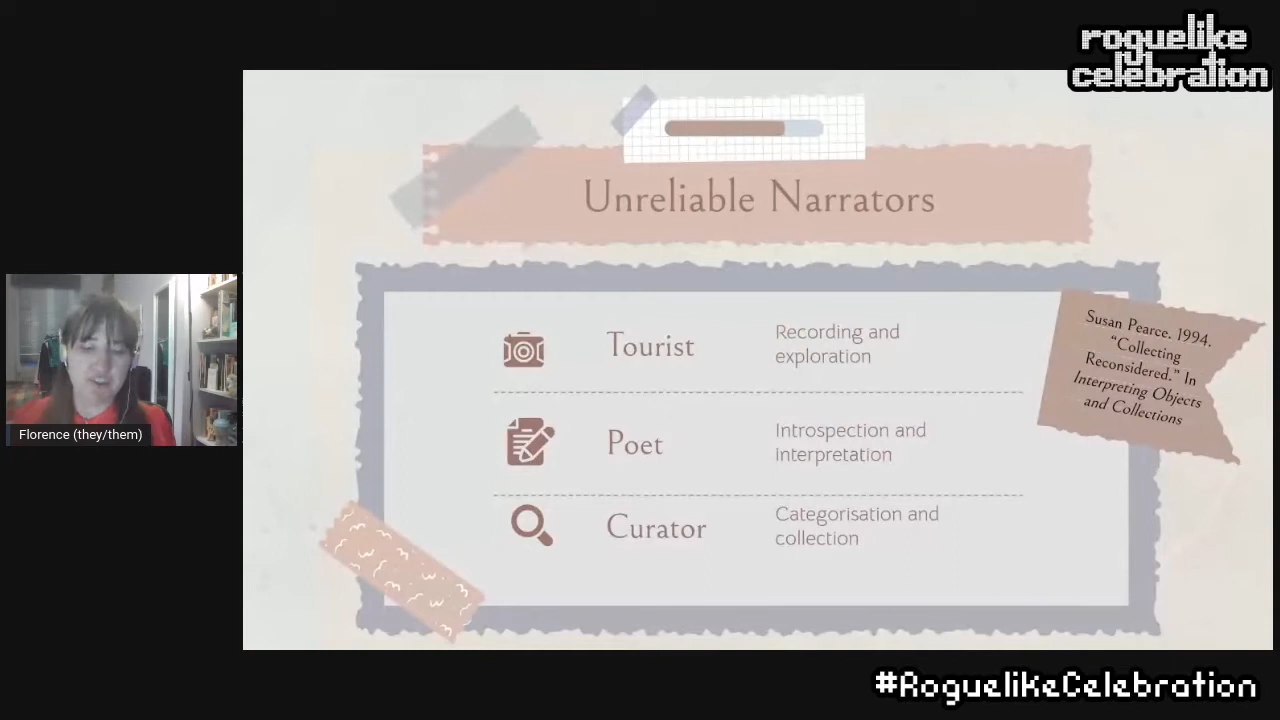 roguelike
celebration
Unreliable Narrators
Tourist
Recording and
exploration
Poet
Introspection and
interpretation
Curator
Categorisation and
collection
Susan Pearce. 1994.
“Collecting
Reconsidered.” In
Interpreting Objects
and Collections
Florence (they/them)
#RoguelikeCelebration